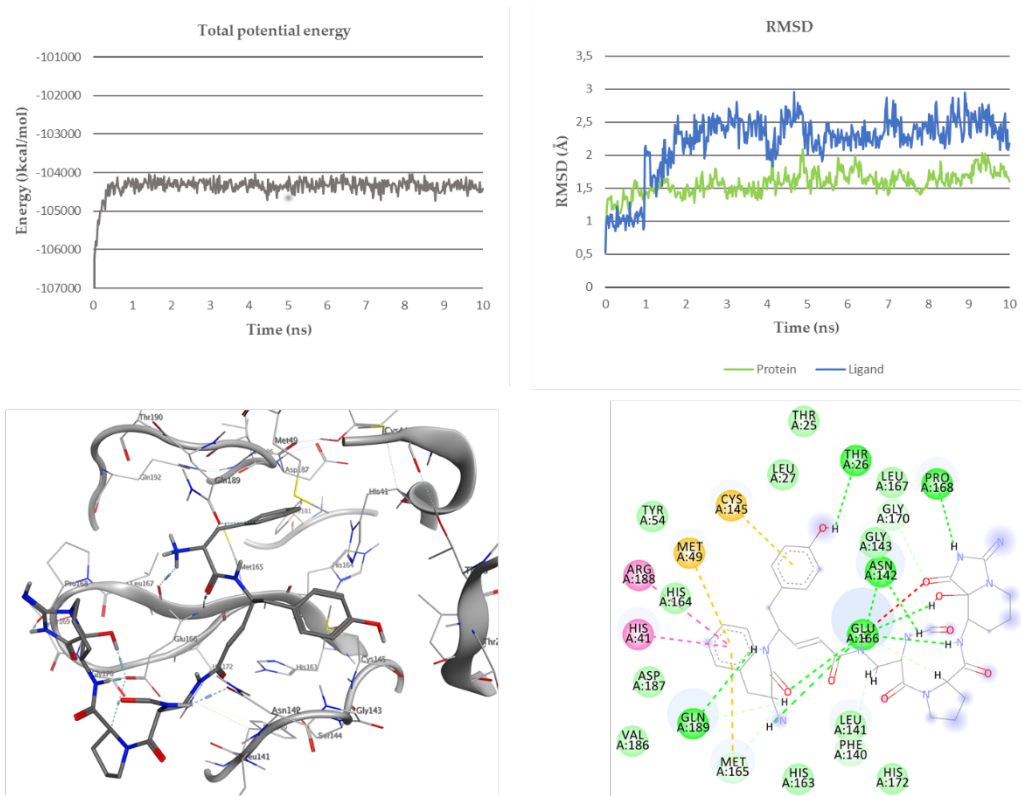 Total potential energy
-101000
-102000
-103000
-104000
-105000
-106000
-107000
Energy (kcal/mol)
0 1 2 3 4 5 6 7 8 9 10
Time (ns)
RMSD
3,5
3
2,5
2
1,5
1
0,5
0
RMSD (Å)
0 1 2 3 4 5 6 7 8 9 10
Time (ns)
Protein Ligand
Thr190
Met49
Gln192
Asp187
Gln189
His41
Met165
Leu167
Glu166
His163
Cys145
Asn142
Gly143
Ser144
Leu141
THR
A:25
THR
A:26
LEU
A:27
LEU
A:167
PRO
A:168
CYS
A:145
GLY
A:170
TYR
A:54
GLY
A:143
MET
A:49
ASN
A:142
ARG
A:188
HIS
A:164
GLU
A:166
HIS
A:41
ASP
A:187
GLN
A:189
LEU
A:141
VAL
A:186
PHE
A:140
MET
A:165
HIS
A:163
HIS
A:172